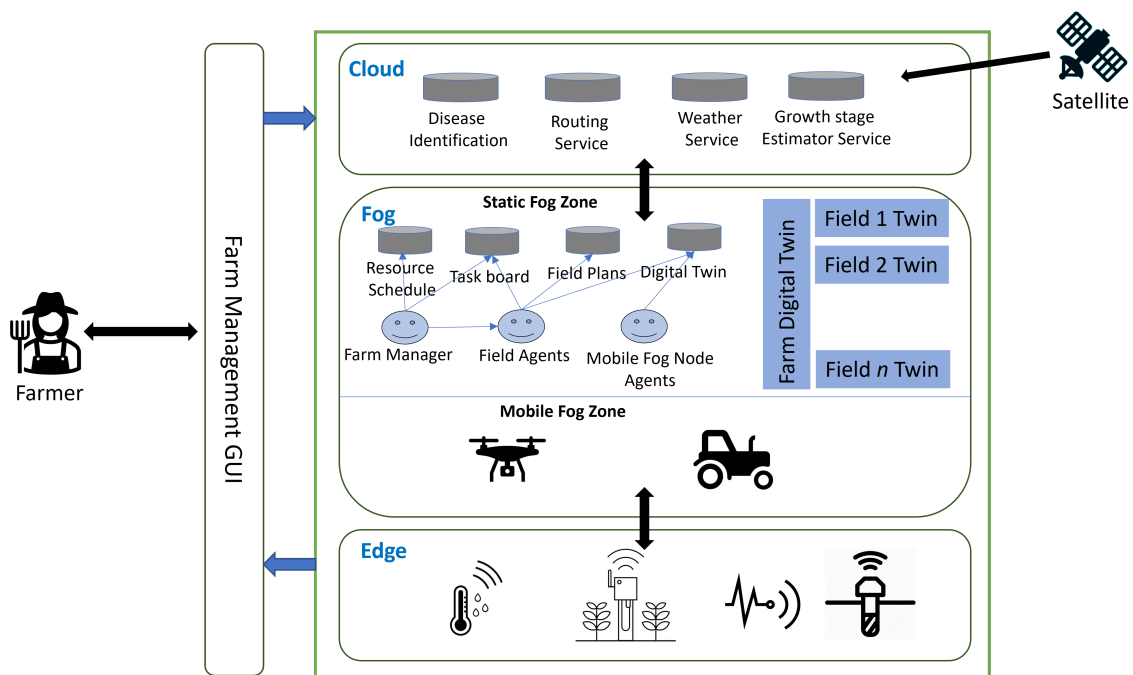 Cloud
Disease
Identification
Routing
Service
Weather
Service
Growth stage
Estimator Service
Satellite
Static Fog Zone
Fog
Resource
Schedule
Task board
Field Plans
Digital Twin
Farm Manager
Field Agents
Mobile Fog Node
Agents
Farm Digital Twin
Field 1 Twin
Field 2 Twin
Field n Twin
Mobile Fog Zone
Edge
Farm Management GUI
Farmer